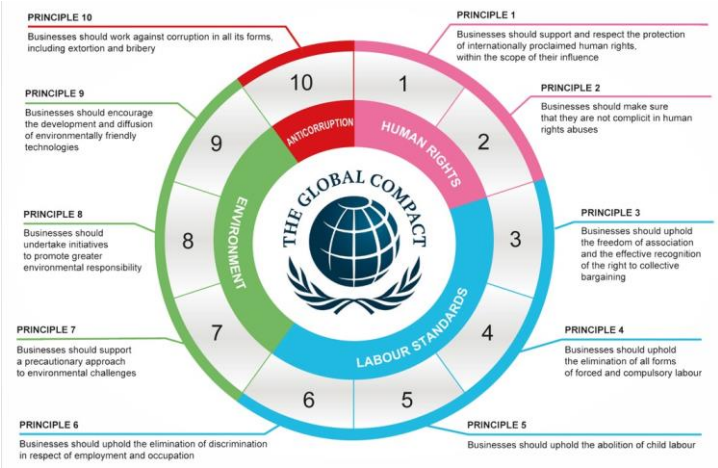 PRINCIPLE 10
Businesses should work against corruption in all its forms,
including extortion and bribery
PRINCIPLE 1
Businesses should support and respect the protection
of internationally proclaimed human rights,
within the scope of their influence
PRINCIPLE 9
Businesses should encourage
the development and diffusion
of environmentally friendly
technologies
PRINCIPLE 2
Businesses should make sure
that they are not complicit in human
rights abuses
PRINCIPLE 8
Businesses should
undertake initiatives
to promote greater
environmental responsibility
PRINCIPLE 3
Businesses should uphold
the freedom of association
and the effective recognition
of the right to collective
bargaining
PRINCIPLE 7
Businesses should support
a precautionary approach
to environmental challenges
PRINCIPLE 4
Businesses should uphold
the elimination of all forms
of forced and compulsory labour
PRINCIPLE 6
Businesses should uphold the elimination of discrimination
in respect of employment and occupation
PRINCIPLE 5
Businesses should uphold the abolition of child labour
10
1
2
3
4
5
6
7
8
9
ANTICORRUPTION
HUMAN RIGHTS
LABOUR STANDARDS
ENVIRONMENT
THE GLOBAL COMPACT